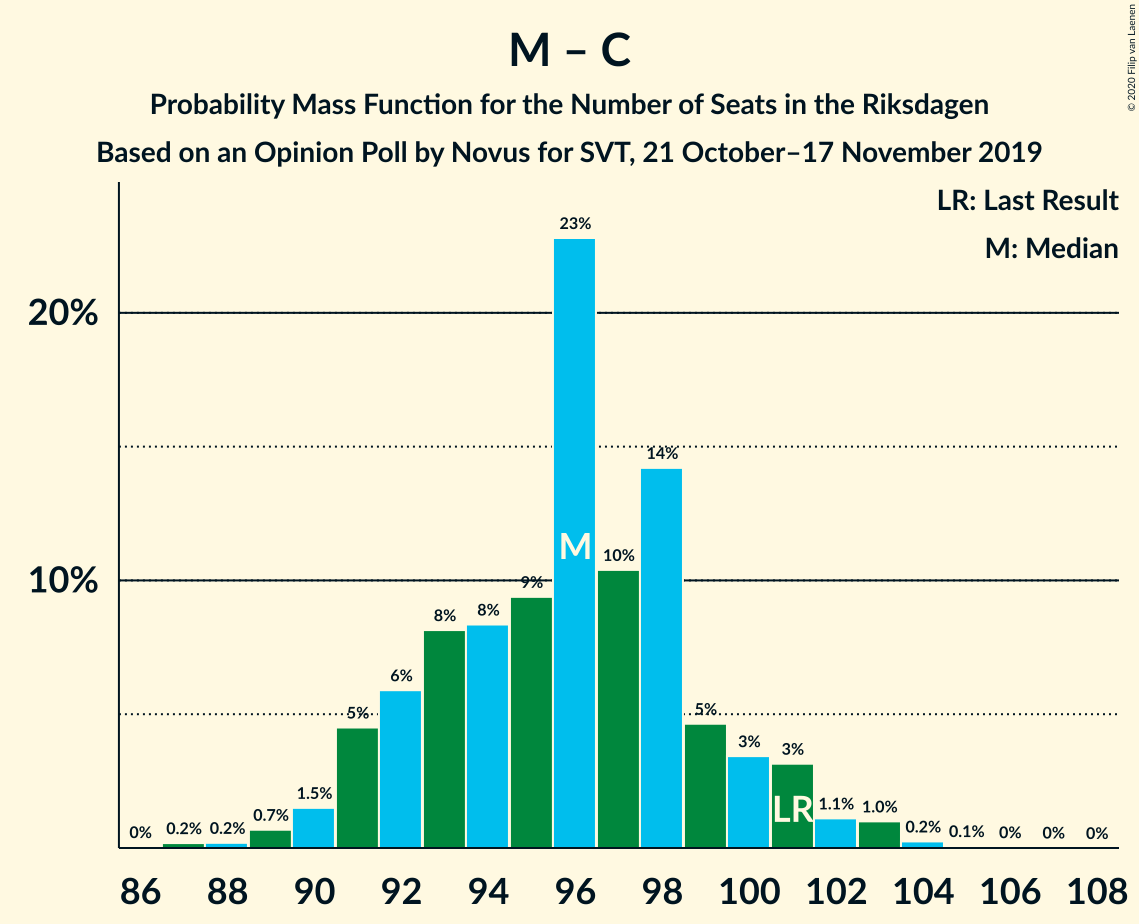 M – C
Probability Mass Function for the Number of Seats in the Riksdagen
Based on an Opinion Poll by Novus for SVT, 21 October–17 November 2019
© 2020 Filip van Laenen
LR: Last Result
M: Median
20%
10%
0% 0.2% 0.2% 0.7% 1.5% 5% 6% 8% 8% 9% 23% 10% 14% 5% 3% 3% 1.1% 1.0% 0.2% 0.1% 0% 0% 0%
M
LR
86 88 90 92 94 96 98 100 102 104 106 108